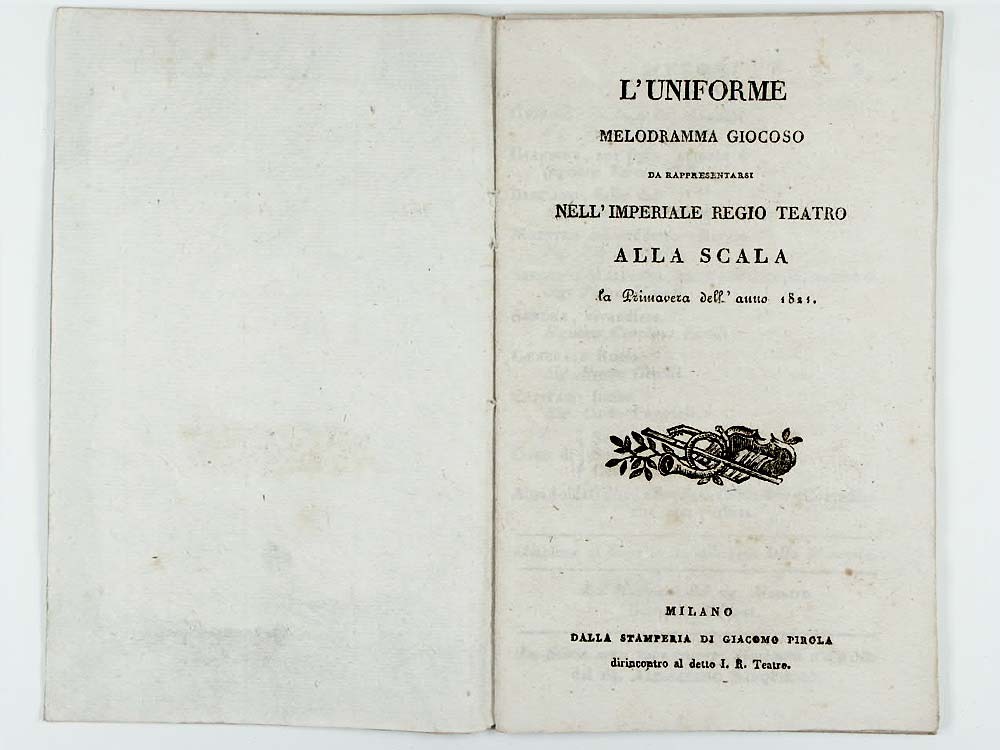 L'UNIFORME
MELODRAMMA GIOCOSO
DA RAPPRESENTARSI
NELL'IMPERIALE REGIO TEATRO
ALLA SCALA
la Primavera dell' anno 1821.
MILANO
DALLA STAMPERIA DI GIACOMO PIROLA
dirincontro al detto I. R. Teatro.